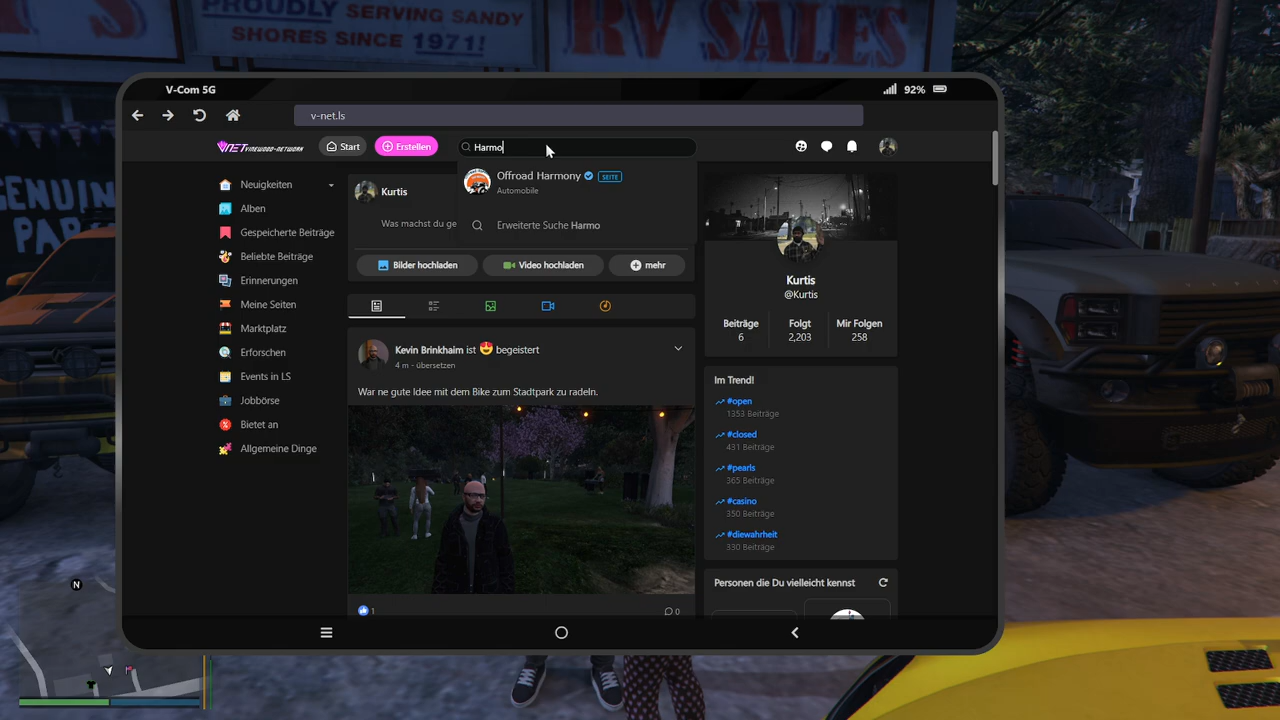 PROUDLY SERVING SANDY
SHORES SINCE 1971!
RV SALES
GENUIN
PAR
V-Com 5G
92%
v-net.ls
VNET VINEWOOD-NETWORK
Start
Erstellen
Harmo
Offroad Harmony SEITE
Automobile
Erweiterte Suche Harmo
Neuigkeiten
Alben
Gespeicherte Beiträge
Beliebte Beiträge
Erinnerungen
Meine Seiten
Marktplatz
Erforschen
Events in LS
Jobbörse
Bietet an
Allgemeine Dinge
Kurtis
Was machst du ge
Bilder hochladen
Video hochladen
mehr
Kevin Brinkhaim ist 😍 begeistert
4 m - übersetzen
War ne gute Idee mit dem Bike zum Stadtpark zu radeln.
1
0
Kurtis
@Kurtis
Beiträge Folgt Mir Folgen
6 2,203 258
Im Trend!
#open
1353 Beiträge
#closed
431 Beiträge
#pearls
365 Beiträge
#casino
350 Beiträge
#diewahrheit
330 Beiträge
Personen die Du vielleicht kennst
N